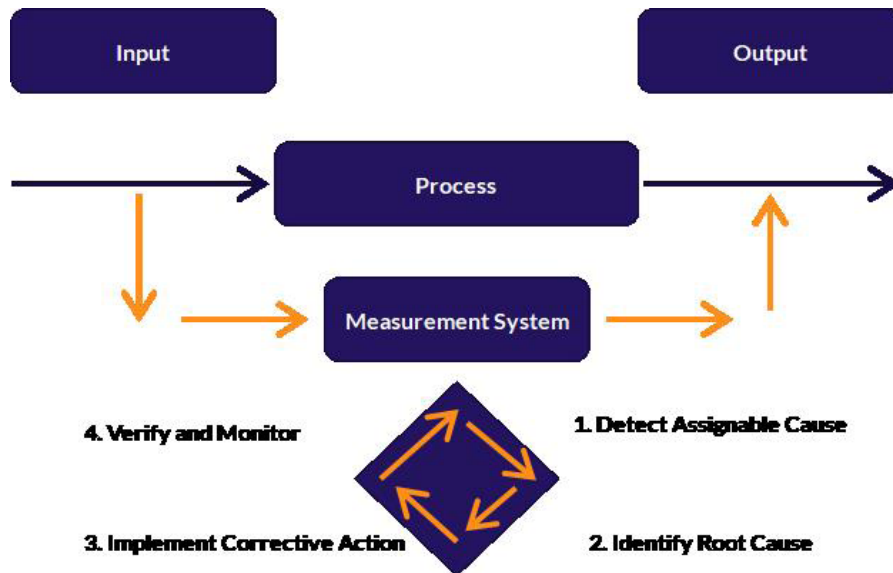 Input
Output
Process
Measurement System
4. Verify and Monitor
1. Detect Assignable Cause
3. Implement Corrective Action
2. Identify Root Cause